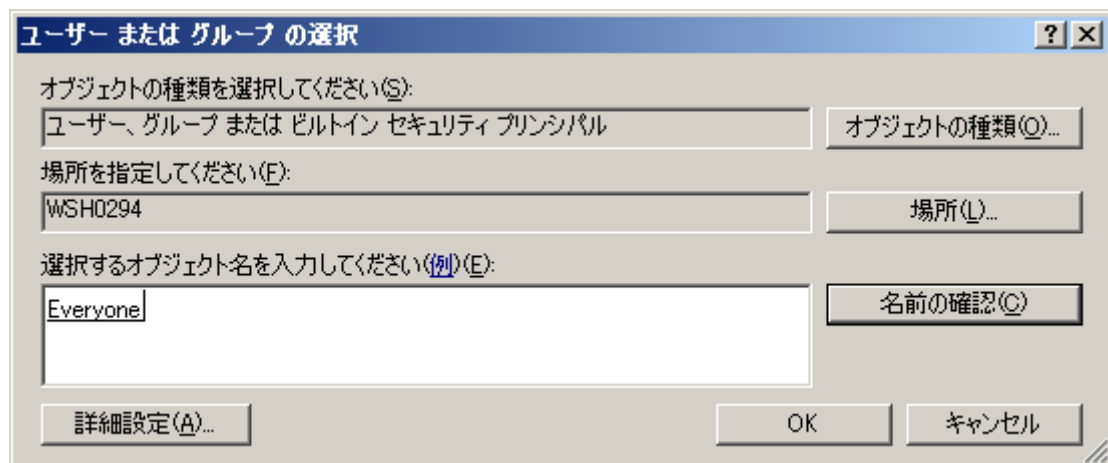 ユーザー または グループ の選択
オブジェクトの種類を選択してください(S):
ユーザー、グループ または ビルトイン セキュリティ プリンシパル
オブジェクトの種類(O)...
場所を指定してください(F):
WSH0294
場所(L)...
選択するオブジェクト名を入力してください(例)(E):
Everyone
名前の確認(C)
詳細設定(A)...
OK
キャンセル